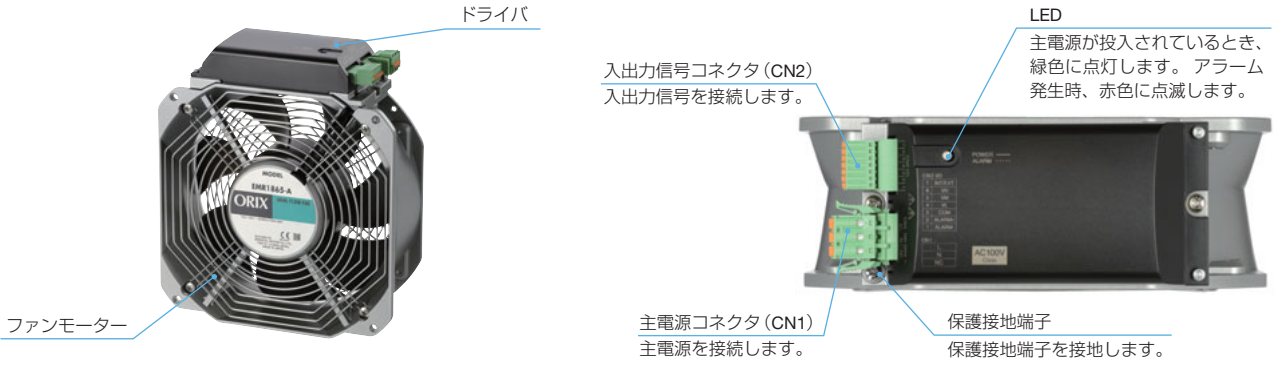 ドライバ
MODEL
EMR1865-A
ORIX
ファンモーター
入出力信号コネクタ（CN2）
入出力信号を接続します。
LED
主電源が投入されているとき、
緑色に点灯します。 アラーム
発生時、赤色に点滅します。
POWER
ALARM
CN2 I/O
AC100V
Class
主電源コネクタ（CN1）
主電源を接続します。
保護接地端子
保護接地端子を接地します。